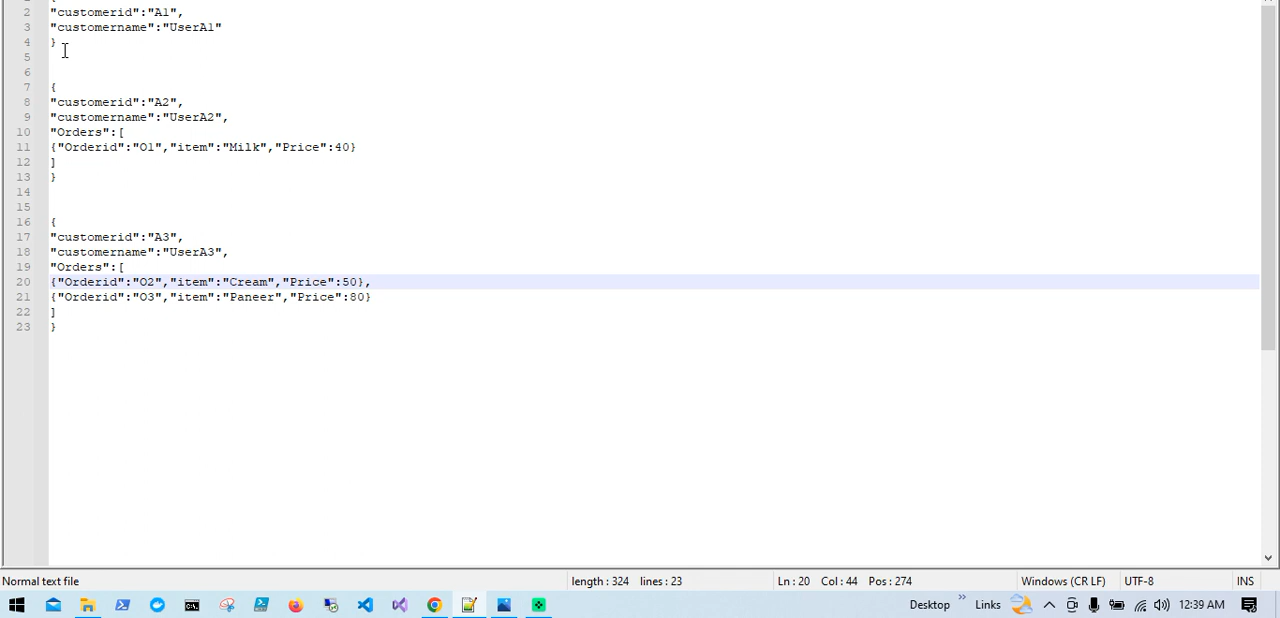 2 "customerid":"A1",
3 "customername":"UserA1"
4 }
5
6
7 {
8 "customerid":"A2",
9 "customername":"UserA2",
10 "Orders":[
11 {"Orderid":"O1","item":"Milk","Price":40}
12 ]
13 }
14
15
16 {
17 "customerid":"A3",
18 "customername":"UserA3",
19 "Orders":[
20 {"Orderid":"O2","item":"Cream","Price":50},
21 {"Orderid":"O3","item":"Paneer","Price":80}
22 ]
23 }
Normal text file length : 324 lines : 23 Ln : 20 Col : 44 Pos : 274 Windows (CR LF) UTF-8 INS
Desktop » Links 12:39 AM